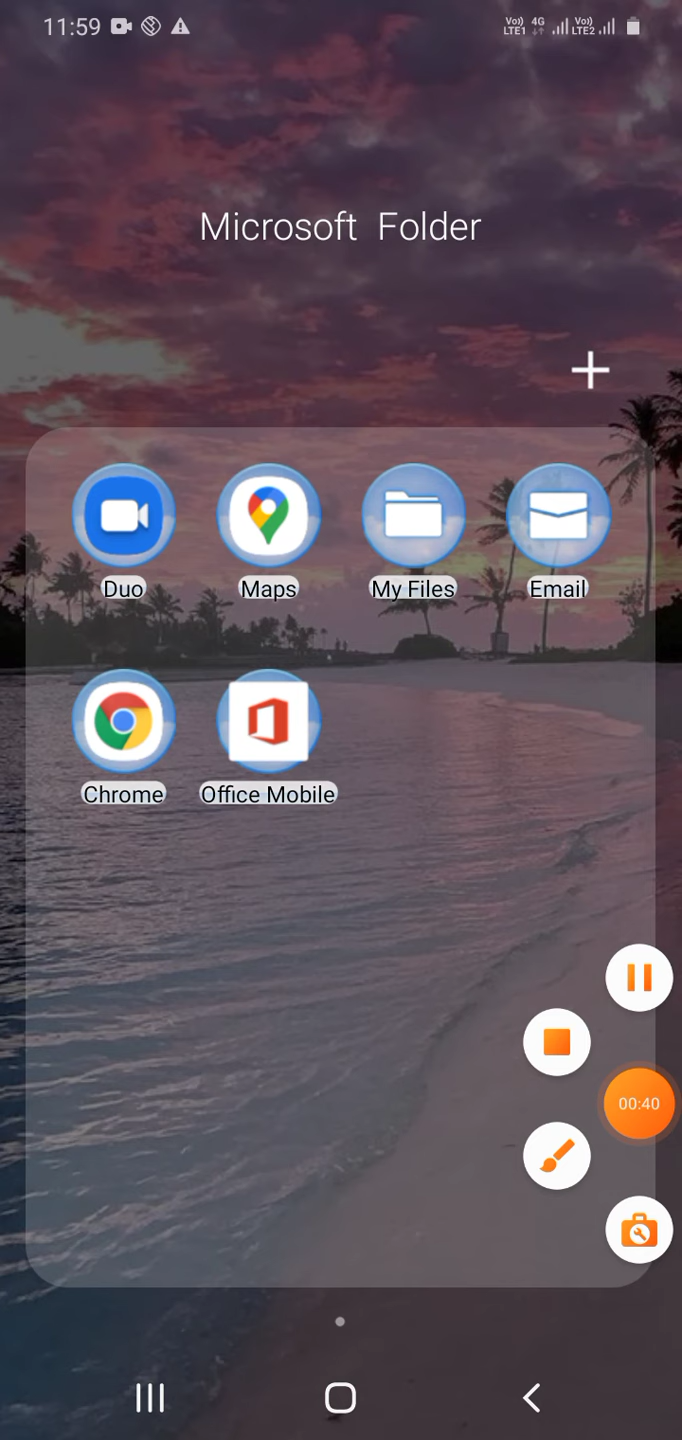 11:59
Vo)) 4G Vo))
LTE1 LTE2
Microsoft Folder
Duo Maps My Files Email
Chrome Office Mobile
00:40